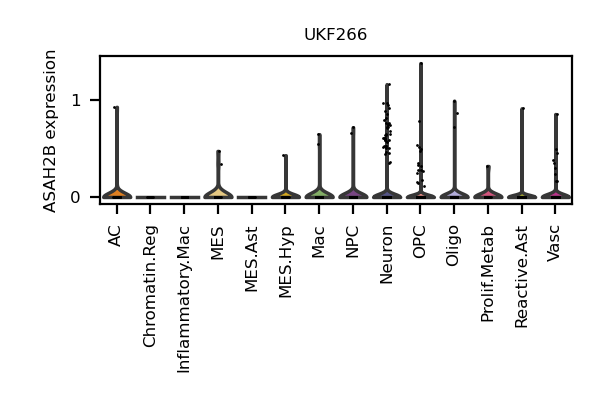 UKF266
ASAH2B expression
1
0
AC
Chromatin.Reg
Inflammatory.Mac
MES
MES.Ast
MES.Hyp
Mac
NPC
Neuron
OPC
Oligo
Prolif.Metab
Reactive.Ast
Vasc